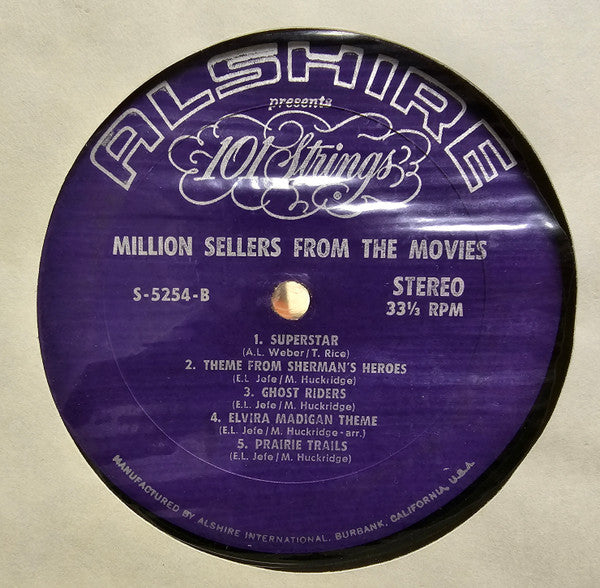 ALSHIRE
presents
101 Strings
®
MILLION SELLERS FROM THE MOVIES
S-5254-B
STEREO
33⅓ RPM
1. SUPERSTAR
(A.L. Weber/T. Rice)
2. THEME FROM SHERMAN'S HEROES
(E.L. Jefe/M. Huckridge)
3. GHOST RIDERS
(E.L. Jefe/M. Huckridge)
4. ELVIRA MADIGAN THEME
(E.L. Jefe/M. Huckridge-arr.)
5. PRAIRIE TRAILS
(E.L. Jefe/M. Huckridge)
MANUFACTURED BY ALSHIRE INTERNATIONAL, BURBANK, CALIFORNIA, U.S.A.